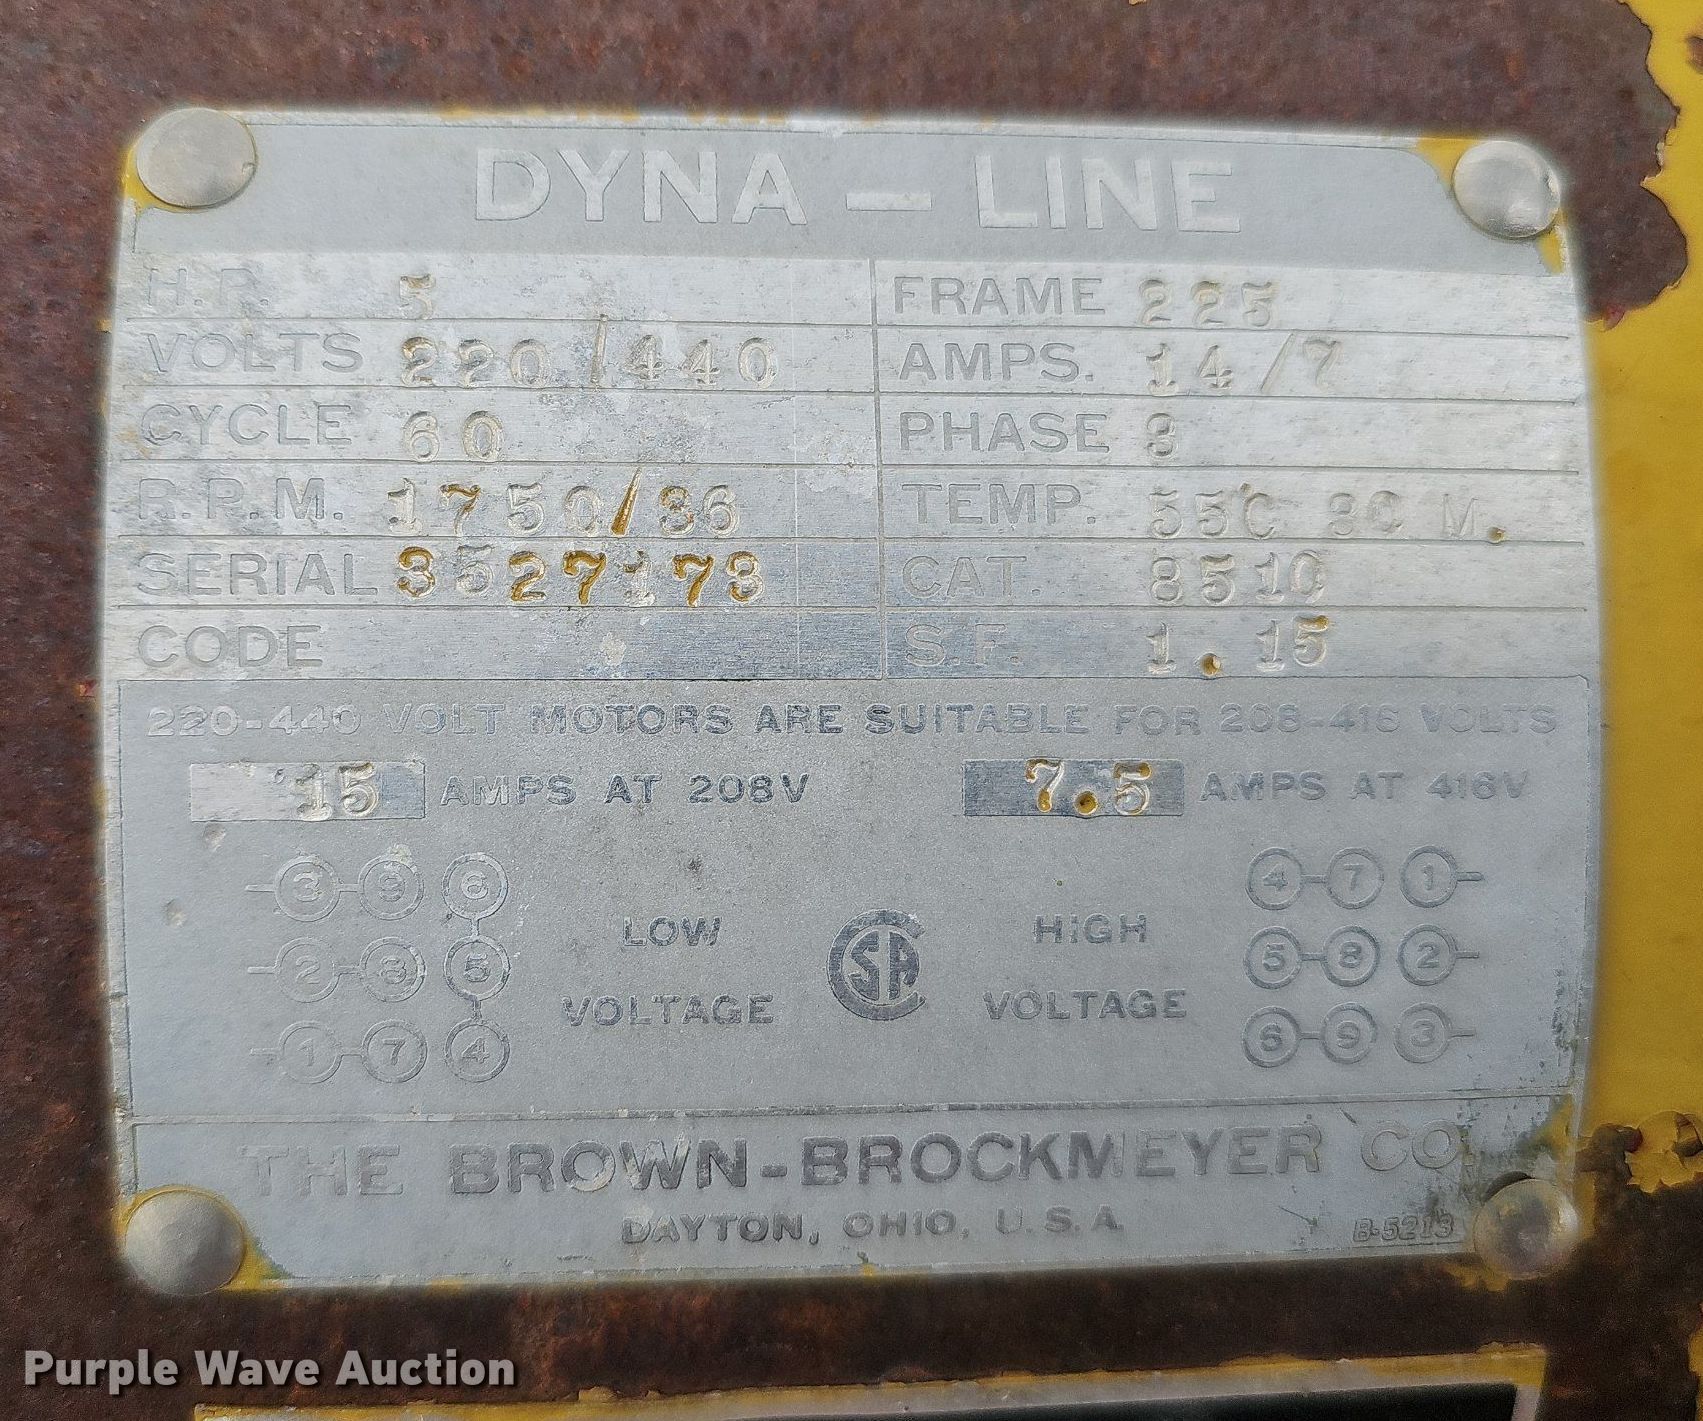 DYNA - LINE
H.P. 5 FRAME 225
VOLTS 220/440 AMPS. 14/7
CYCLE 60 PHASE 3
R.P.M. 1750/36 TEMP. 55°C 3C M.
SERIAL 3527173 CAT. 8510
CODE S.F. 1.15
220-440 VOLT MOTORS ARE SUITABLE FOR 208-416 VOLTS
15 AMPS AT 208V 7.5 AMPS AT 416V
3 9 6 4 7 1
LOW HIGH
2 8 5 CSA 5 8 2
VOLTAGE VOLTAGE
1 7 4 6 9 3
THE BROWN-BROCKMEYER CO.
DAYTON, OHIO, U.S.A.
B-5213
Purple Wave Auction